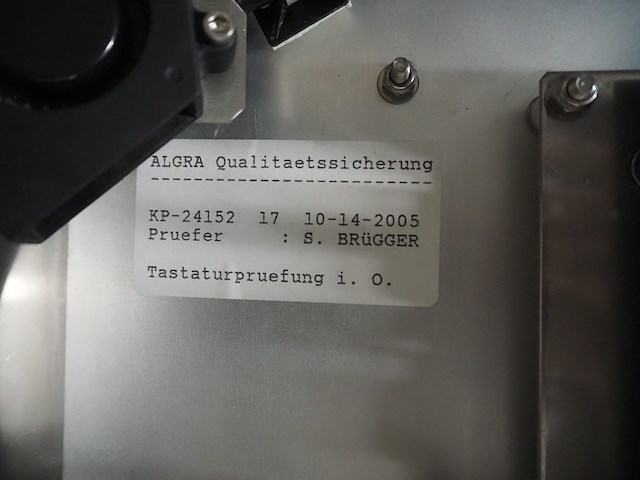 ALGRA Qualitaetssicherung
-------------------------
KP-24152 17 10-14-2005
Pruefer : S. BRüGGER
Tastaturpruefung i. O.